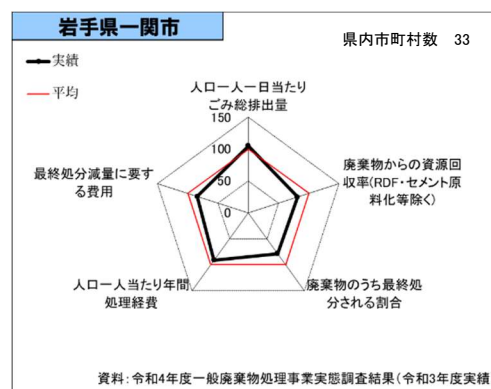 岩手県一関市
県内市町村数 33
実績
平均
人口一人一日当たり
ごみ総排出量
150
100
50
0
廃棄物からの資源回
収率(RDF・セメント原
料化等除く)
最終処分減量に要す
る費用
人口一人当たり年間
処理経費
廃棄物のうち最終処
分される割合
資料：令和4年度一般廃棄物処理事業実態調査結果(令和3年度実績